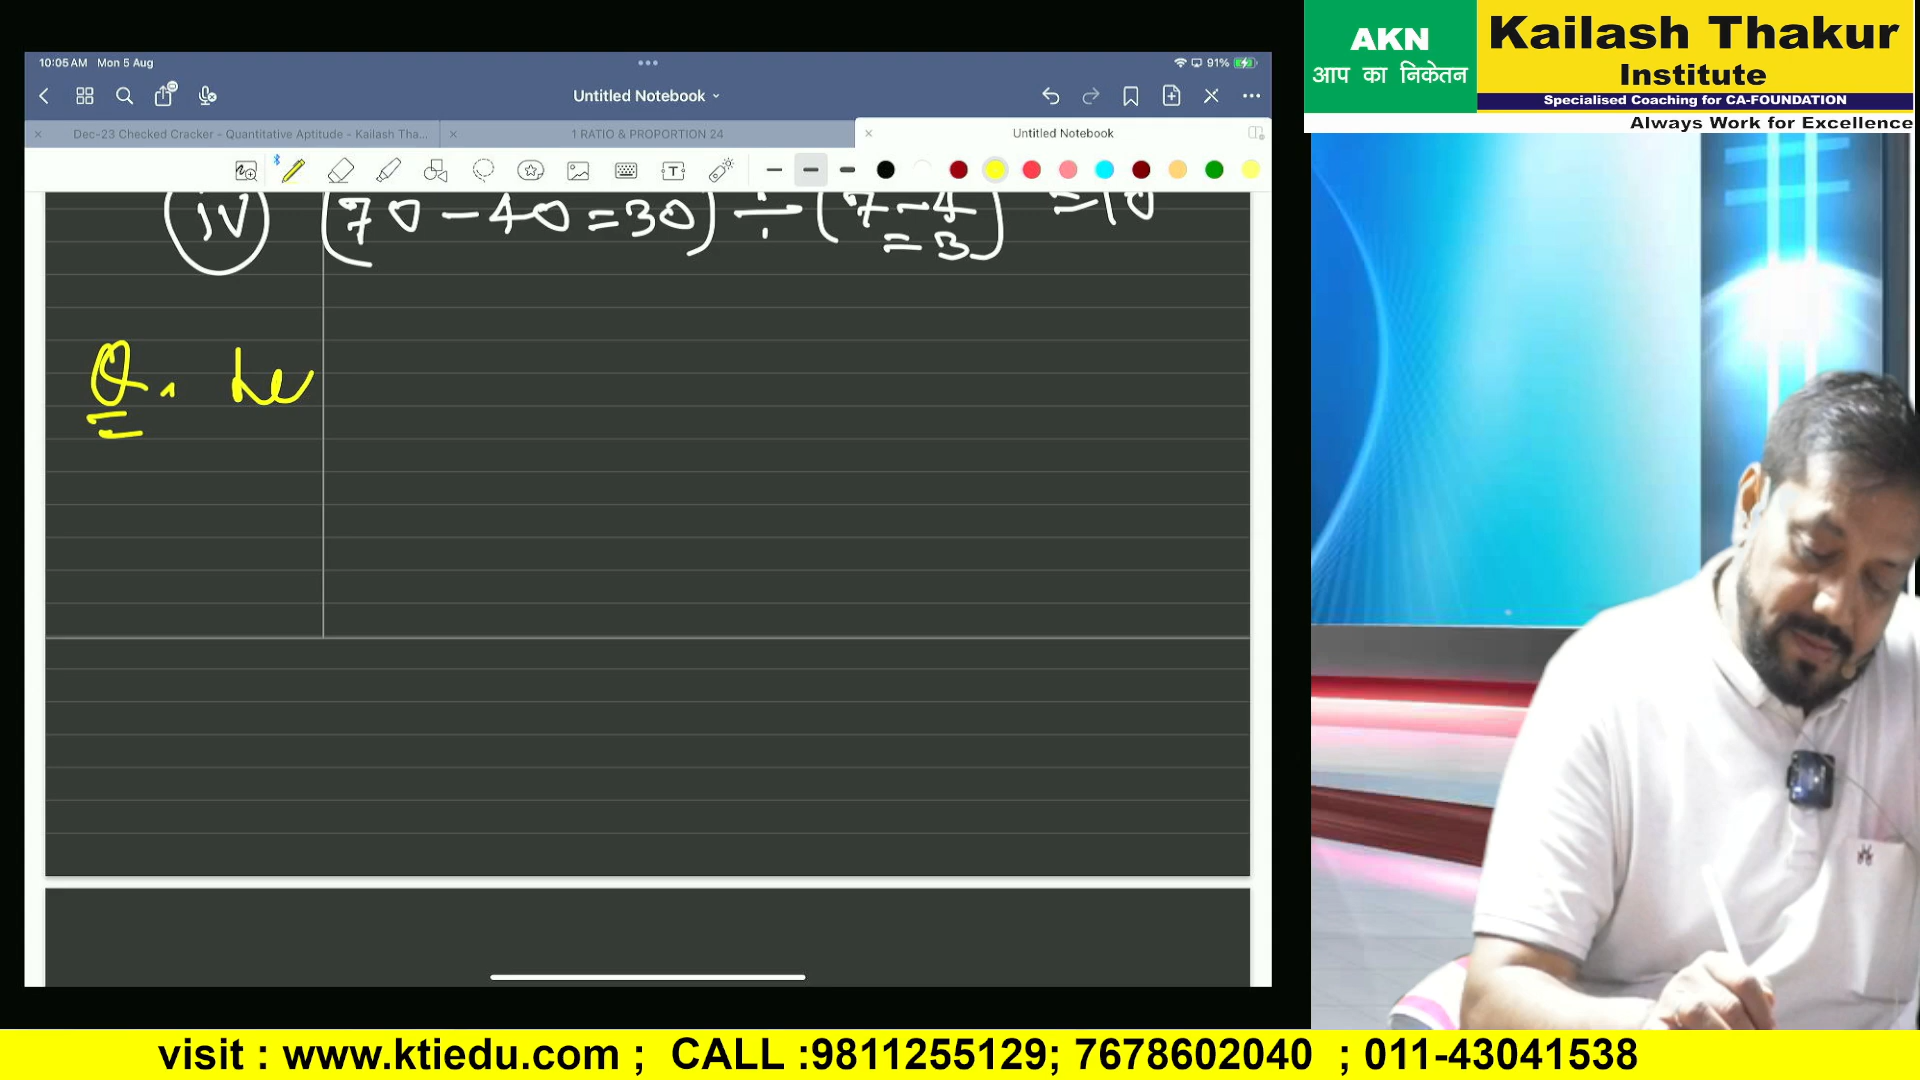 AKN
आप का निकेतन
Kailash Thakur
Institute
Specialised Coaching for CA-FOUNDATION
Always Work for Excellence
10:05 AM Mon 5 Aug
91%
Untitled Notebook
Dec-23 Checked Cracker - Quantitative Aptitude - Kailash Tha...
1 RATIO & PROPORTION 24
Untitled Notebook
iv) (70 - 40 = 30) ÷ (7 - 4 = 3) = 10
Q. Le
visit : www.ktiedu.com ; CALL :9811255129; 7678602040 ; 011-43041538